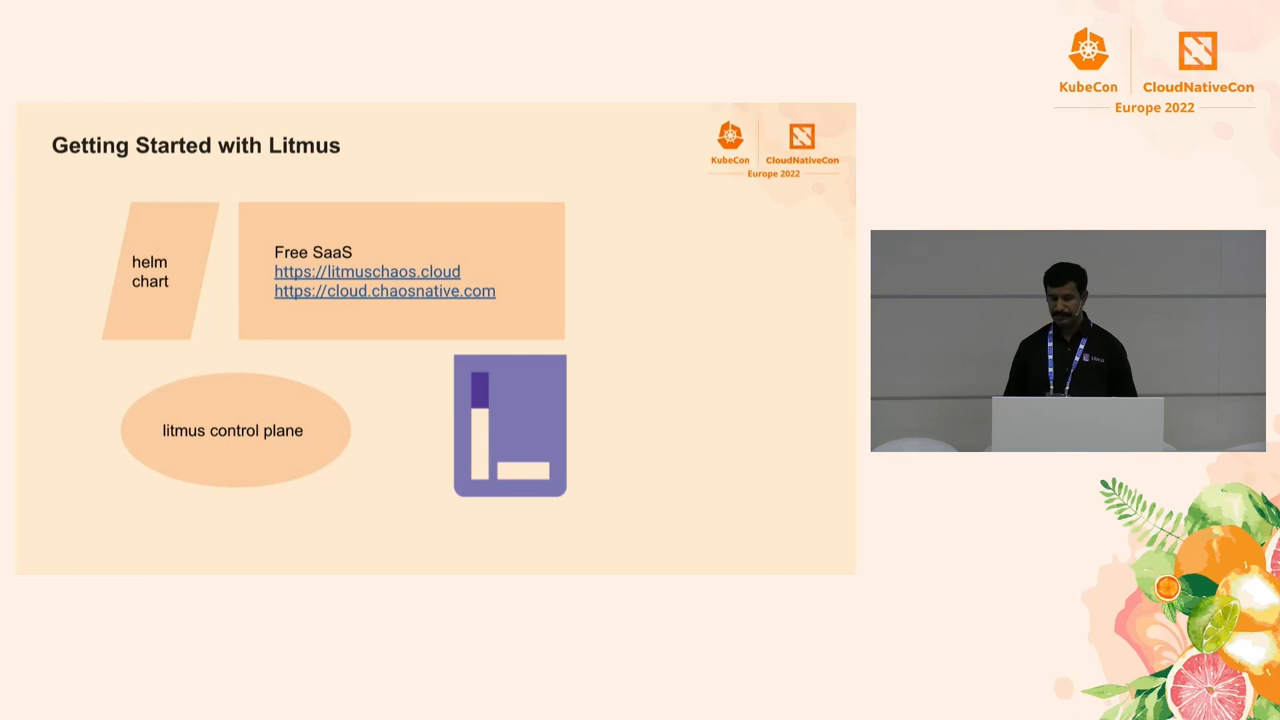 KubeCon
CloudNativeCon
Europe 2022
Getting Started with Litmus
KubeCon
CloudNativeCon
Europe 2022
helm
chart
Free SaaS
https://litmuschaos.cloud
https://cloud.chaosnative.com
litmus control plane